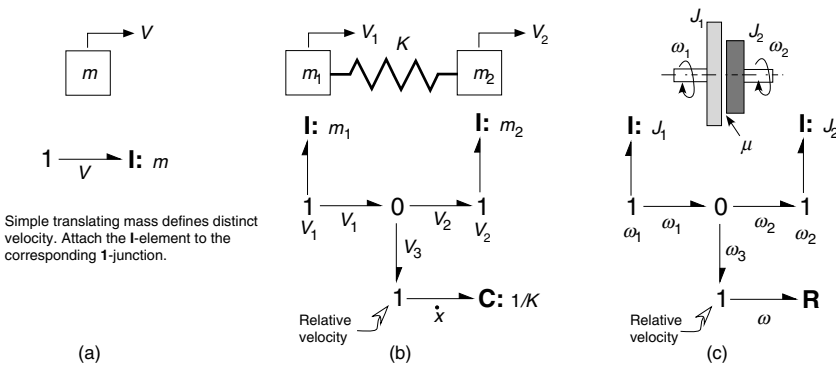 V
m
1
V
I: m
Simple translating mass defines distinct
velocity. Attach the I-element to the
corresponding 1-junction.
(a)
V1
V2
K
m1
m2
I: m1
I: m2
1
0
1
V1
V1
V2
V2
V3
1
C: 1/K
ẋ
Relative
velocity
(b)
J1
J2
ω1
ω2
μ
I: J1
I: J2
1
0
1
ω1
ω1
ω2
ω2
ω3
1
R
ω
Relative
velocity
(c)